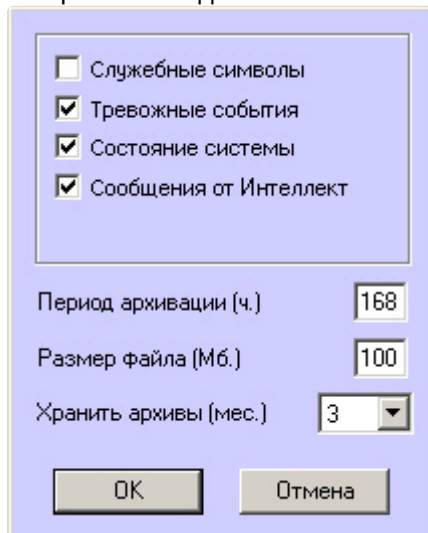 Служебные символы
Тревожные события
Состояние системы
Сообщения от Интеллект
Период архивации (ч.) 168
Размер файла (Мб.) 100
Хранить архивы (мес.) 3
OK Отмена